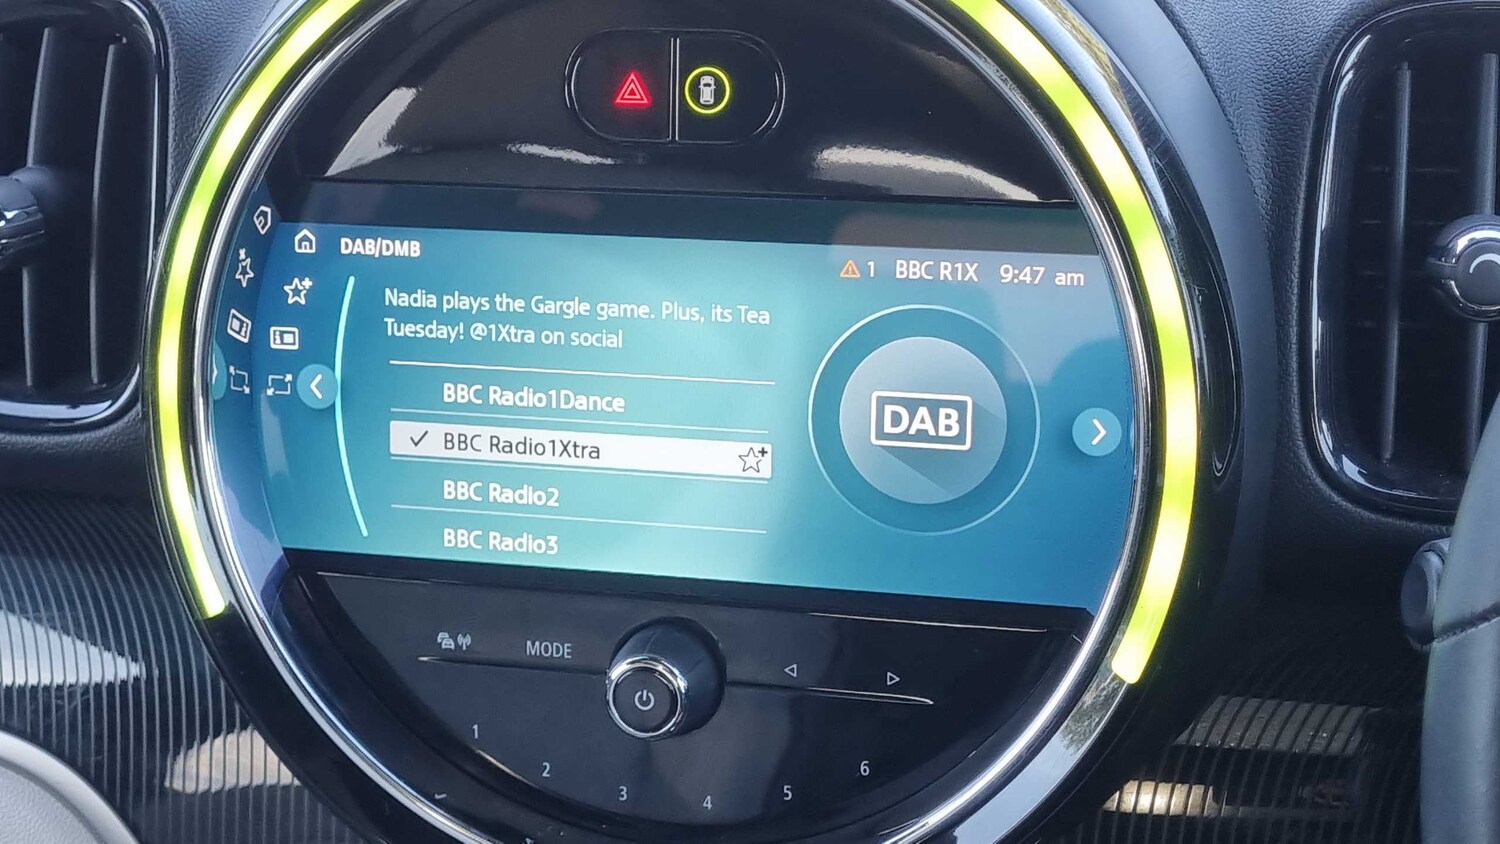 DAB/DMB
1 BBC R1X 9:47 am
Nadia plays the Gargle game. Plus, its Tea
Tuesday! @1Xtra on social
BBC Radio1Dance
BBC Radio1Xtra
BBC Radio2
BBC Radio3
DAB
MODE
1
2
3
4
5
6